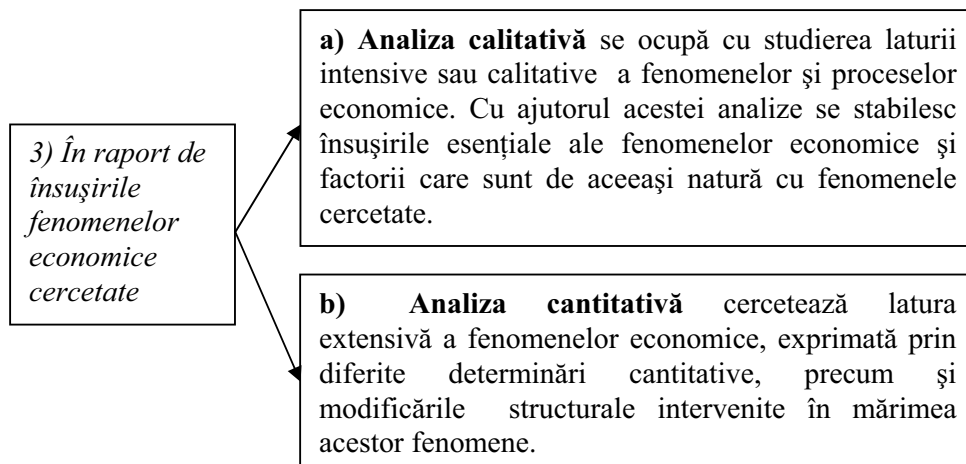 3) În raport de
însuşirile
fenomenelor
economice
cercetate
a) Analiza calitativă se ocupă cu studierea laturii
intensive sau calitative a fenomenelor şi proceselor
economice. Cu ajutorul acestei analize se stabilesc
însuşirile esenţiale ale fenomenelor economice şi
factorii care sunt de aceeaşi natură cu fenomenele
cercetate.
b) Analiza cantitativă cercetează latura
extensivă a fenomenelor economice, exprimată prin
diferite determinări cantitative, precum şi
modificările structurale intervenite în mărimea
acestor fenomene.